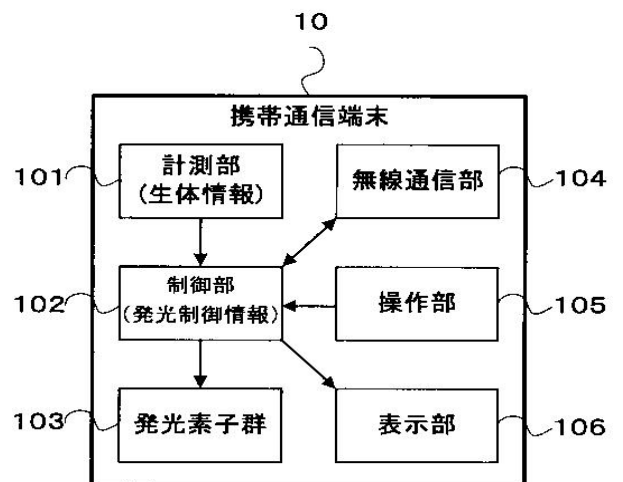 10
携帯通信端末
101
計測部
(生体情報)
無線通信部
104
102
制御部
(発光制御情報)
操作部
105
103
発光素子群
表示部
106